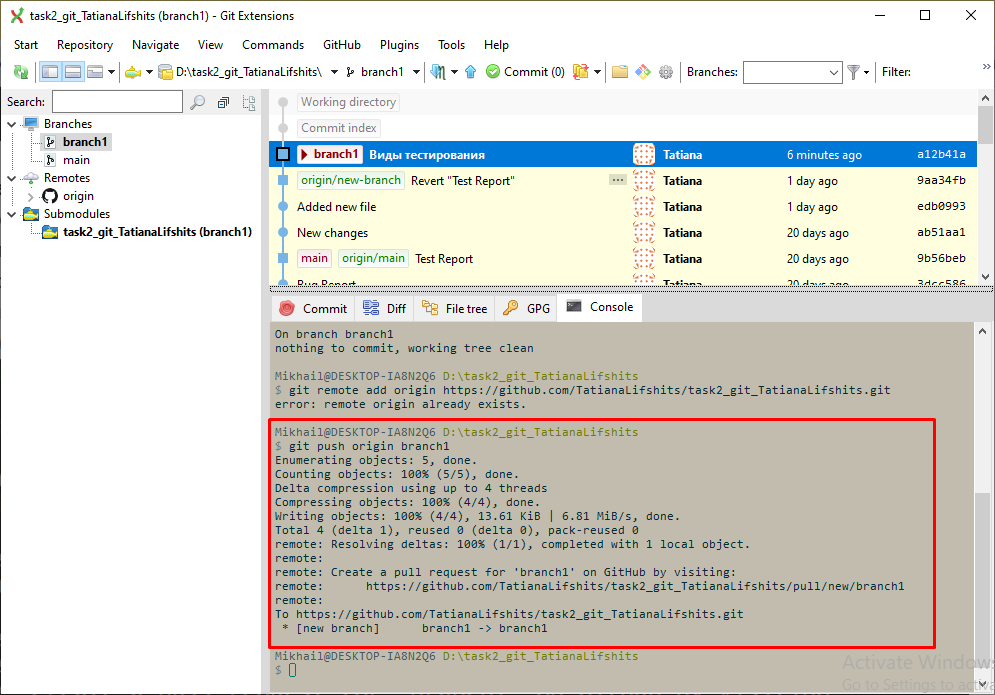 task2_git_TatianaLifshits (branch1) - Git Extensions
Start Repository Navigate View Commands GitHub Plugins Tools Help
D:\task2_git_TatianaLifshits\ branch1 Commit (0) Branches: Filter:
Search:
Branches
branch1
main
Remotes
origin
Submodules
task2_git_TatianaLifshits (branch1)
Working directory
Commit index
branch1 Виды тестирования Tatiana 6 minutes ago a12b41a
origin/new-branch Revert "Test Report" ... Tatiana 1 day ago 9aa34fb
Added new file Tatiana 1 day ago edb0993
New changes Tatiana 20 days ago ab51aa1
main origin/main Test Report Tatiana 20 days ago 9b56beb
Bug Report Tatiana 20 days ago 3dcc586
Commit Diff File tree GPG Console
On branch branch1
nothing to commit, working tree clean
Mikhail@DESKTOP-IA8N2Q6 D:\task2_git_TatianaLifshits
$ git remote add origin https://github.com/TatianaLifshits/task2_git_TatianaLifshits.git
error: remote origin already exists.
Mikhail@DESKTOP-IA8N2Q6 D:\task2_git_TatianaLifshits
$ git push origin branch1
Enumerating objects: 5, done.
Counting objects: 100% (5/5), done.
Delta compression using up to 4 threads
Compressing objects: 100% (4/4), done.
Writing objects: 100% (4/4), 13.61 KiB | 6.81 MiB/s, done.
Total 4 (delta 1), reused 0 (delta 0), pack-reused 0
remote: Resolving deltas: 100% (1/1), completed with 1 local object.
remote:
remote: Create a pull request for 'branch1' on GitHub by visiting:
remote:      https://github.com/TatianaLifshits/task2_git_TatianaLifshits/pull/new/branch1
remote:
To https://github.com/TatianaLifshits/task2_git_TatianaLifshits.git
 * [new branch]      branch1 -> branch1
Mikhail@DESKTOP-IA8N2Q6 D:\task2_git_TatianaLifshits
$
Activate Windows
Go to Settings to activa